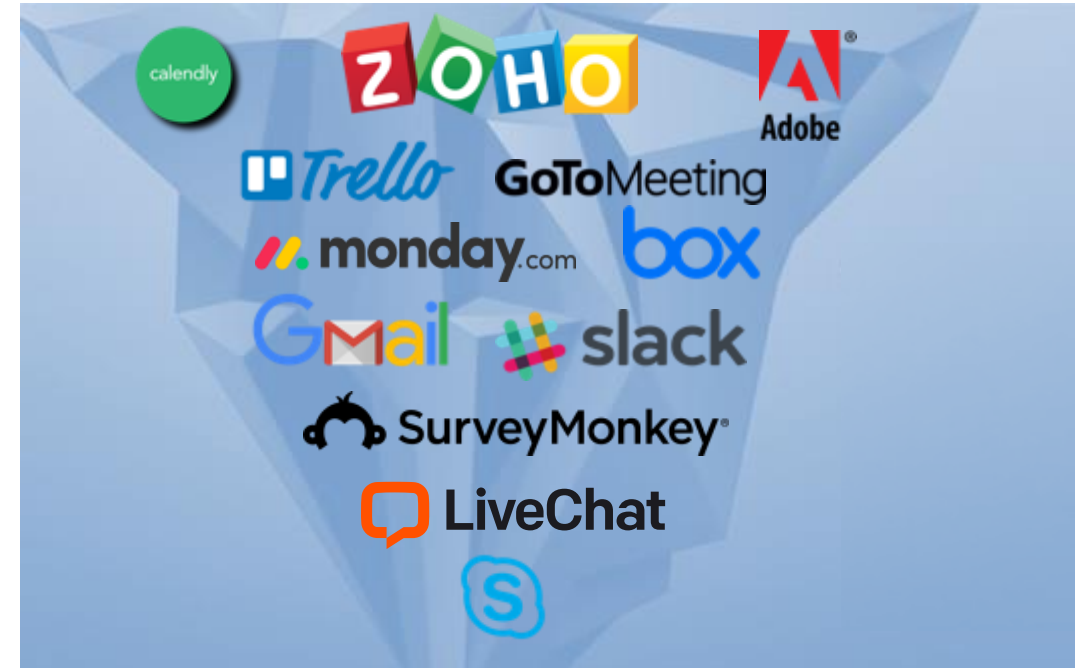 calendly ZOHO Adobe®
Trello GoToMeeting
monday.com box
Gmail slack
SurveyMonkey®
LiveChat
S